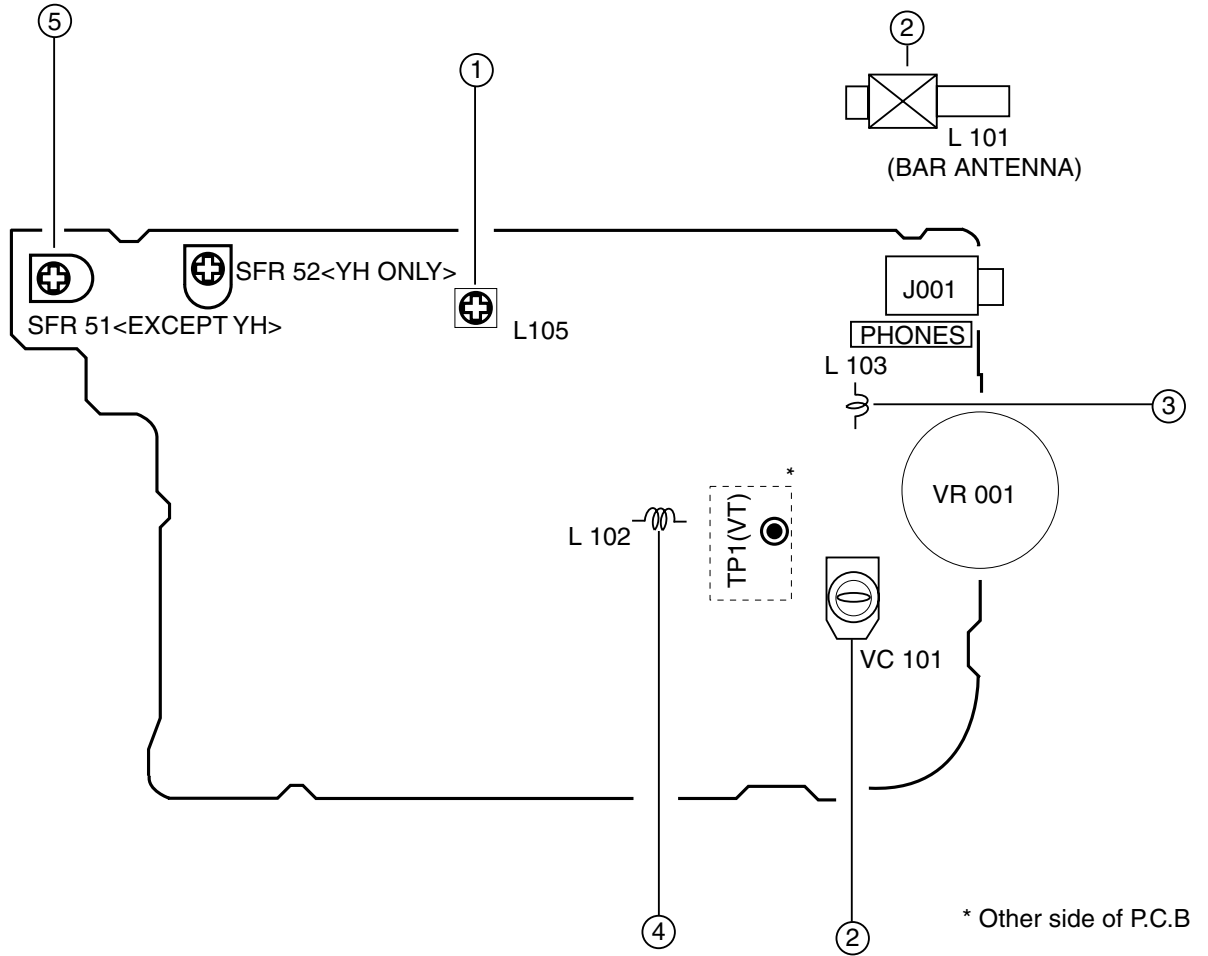 5
2
1
L 101
(BAR ANTENNA)
SFR 52<YH ONLY>
J001
SFR 51<EXCEPT YH>
L105
PHONES
L 103
3
*
VR 001
TP1(VT)
L 102
VC 101
* Other side of P.C.B
4
2